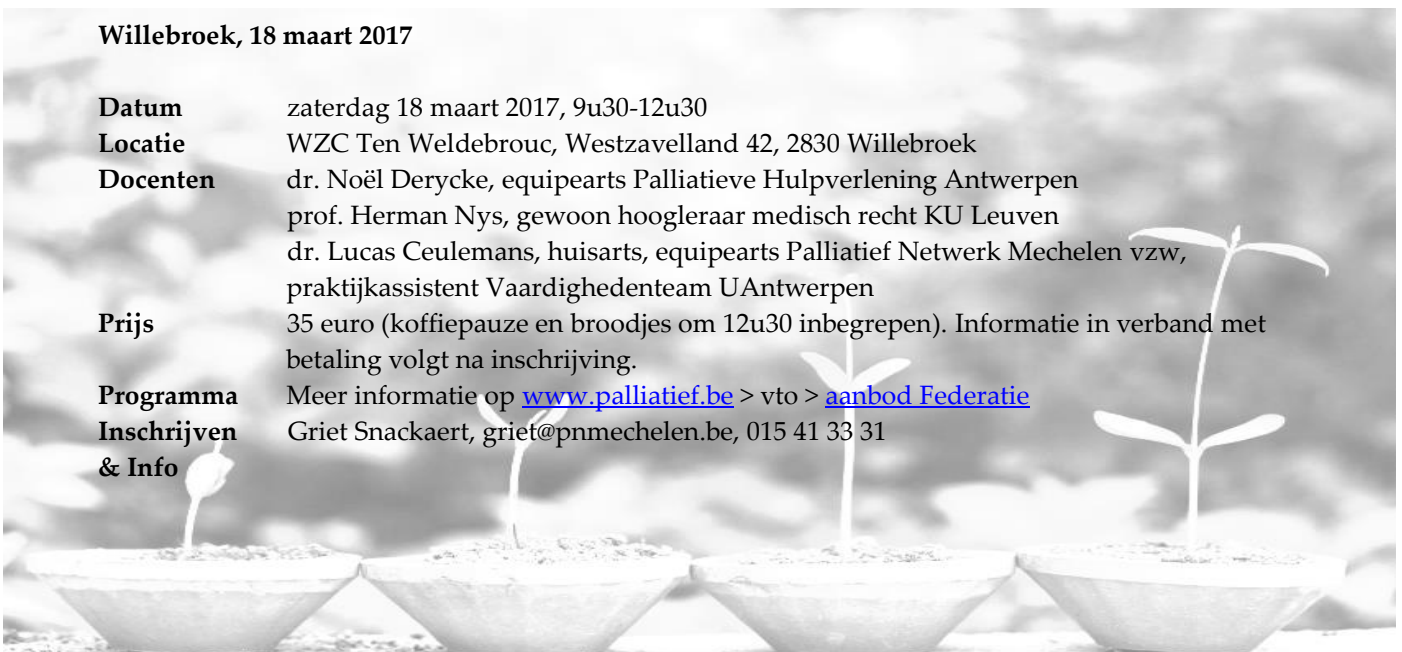 Willebroek, 18 maart 2017
Datum zaterdag 18 maart 2017, 9u30-12u30
Locatie WZC Ten Weldebrouc, Westzavelland 42, 2830 Willebroek
Docenten dr. Noël Derycke, equipearts Palliatieve Hulpverlening Antwerpen
prof. Herman Nys, gewoon hoogleraar medisch recht KU Leuven
dr. Lucas Ceulemans, huisarts, equipearts Palliatief Netwerk Mechelen vzw,
praktijkassistent Vaardighedenteam UAntwerpen
Prijs 35 euro (koffiepauze en broodjes om 12u30 inbegrepen). Informatie in verband met
betaling volgt na inschrijving.
Programma Meer informatie op www.palliatief.be > vto > aanbod Federatie
Inschrijven Griet Snackaert, griet@pnmechelen.be, 015 41 33 31
& Info